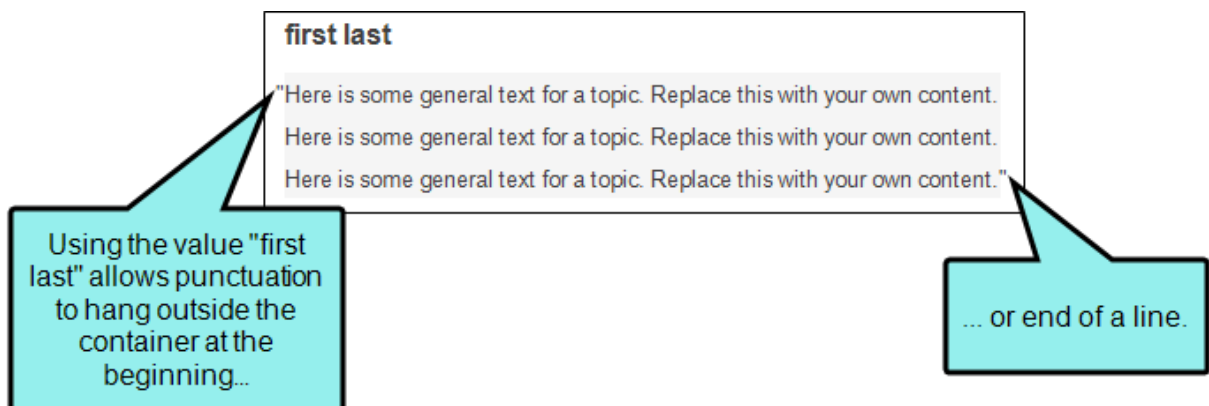 first last
"Here is some general text for a topic. Replace this with your own content.
Here is some general text for a topic. Replace this with your own content.
Here is some general text for a topic. Replace this with your own content."
Using the value "first
last" allows punctuation
to hang outside the
container at the
beginning...
... or end of a line.